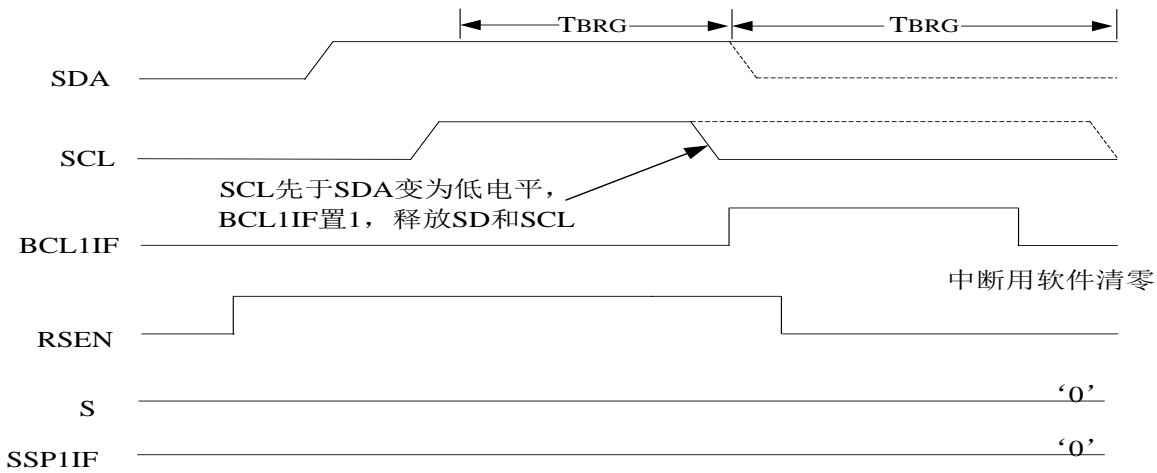 TBRG
TBRG
SDA
SCL
SCL先于SDA变为低电平，
BCL1IF置1，释放SD和SCL
BCL1IF
中断用软件清零
RSEN
S
‘0’
SSP1IF
‘0’